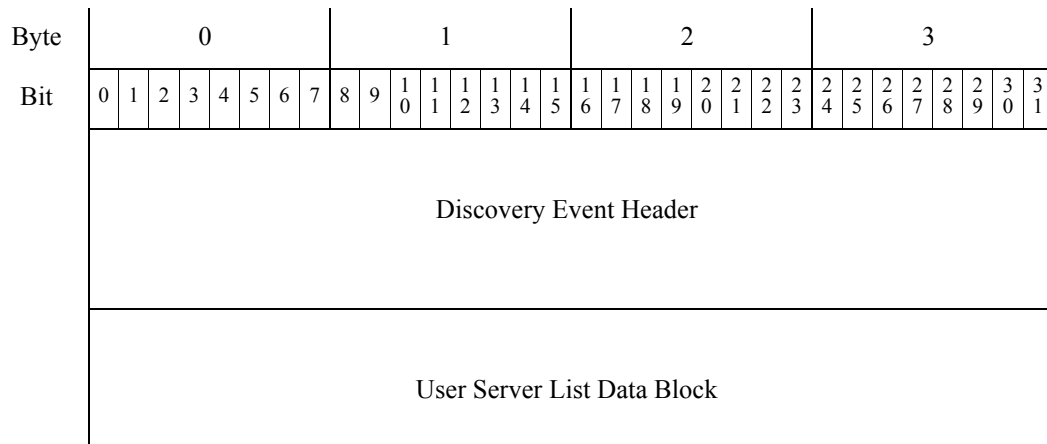 Byte 0 1 2 3
Bit 0 1 2 3 4 5 6 7 8 9 10 11 12 13 14 15 16 17 18 19 20 21 22 23 24 25 26 27 28 29 30 31
Discovery Event Header
User Server List Data Block